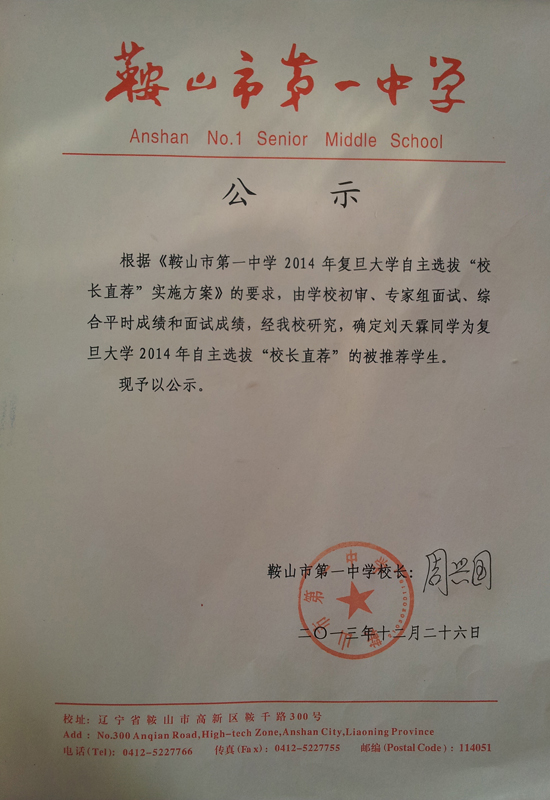 鞍山市第一中学
Anshan No.1 Senior Middle School
公 示
根据《鞍山市第一中学 2014 年复旦大学自主选拔“校
长直荐”实施方案》的要求，由学校初审、专家组面试、综
合平时成绩和面试成绩，经我校研究，确定刘天霖同学为复
旦大学 2014 年自主选拔“校长直荐”的被推荐学生。
现予以公示。
鞍山市第一中学校长：周兴国
二〇一三年十二月二十六日
校址: 辽宁省鞍山市高新区鞍千路300号
Add : No.300 Anqian Road,High-tech Zone,Anshan City,Liaoning Province
电话(Tel): 0412-5227766 传真(Fax): 0412-5227755 邮编(Postal Code) : 114051